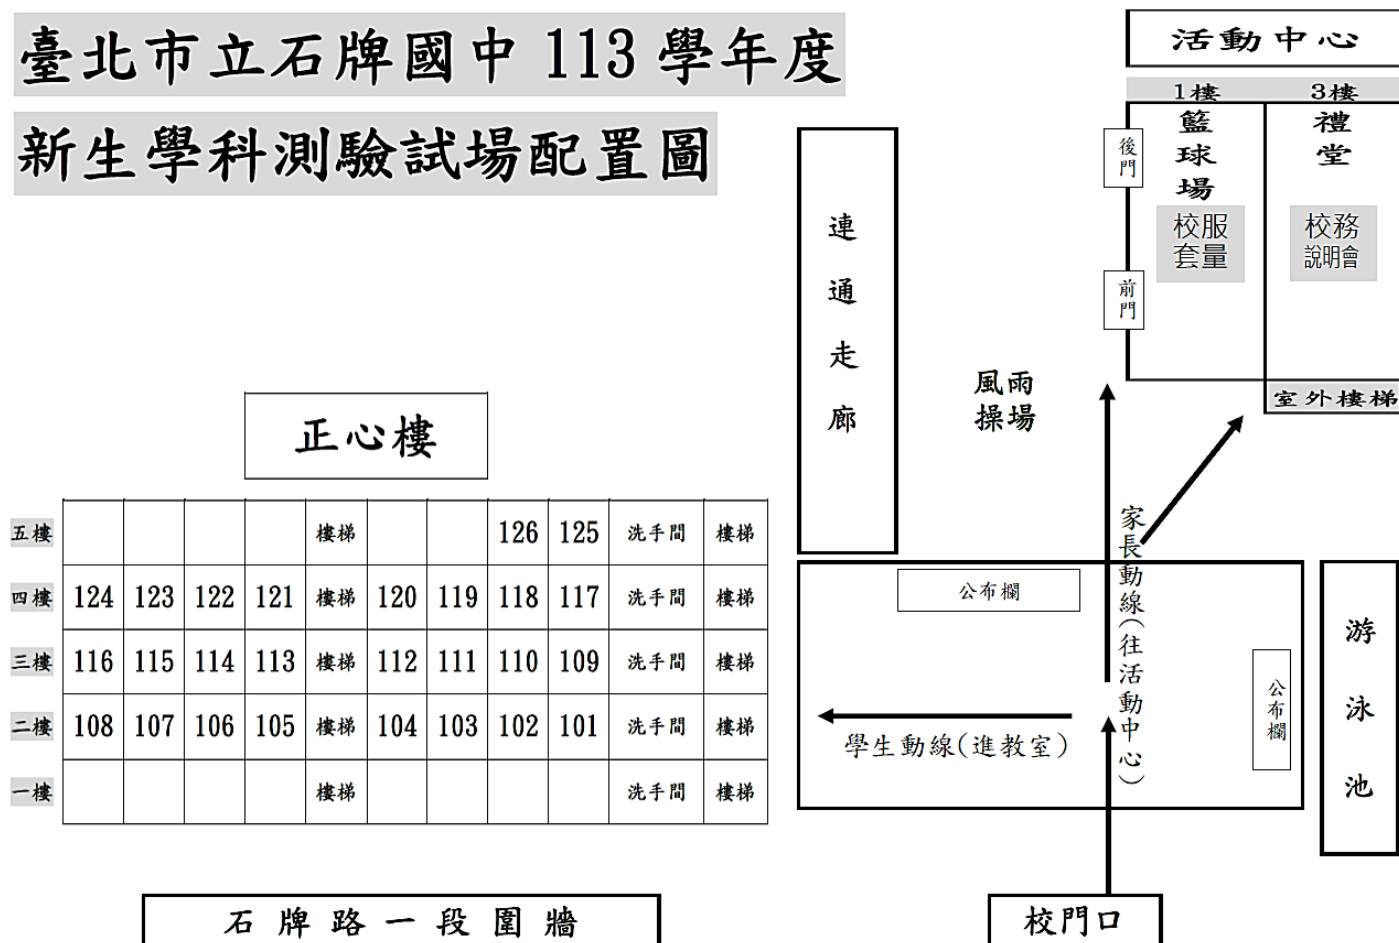 臺北市立石牌國中 113 學年度
新生學科測驗試場配置圖
活動中心
1樓 3樓
籃球場
禮堂
校服
套量
校務
說明會
後門
前門
室外樓梯
連通走廊
風雨
操場
正心樓
五樓 樓梯 126 125 洗手間 樓梯
四樓 124 123 122 121 樓梯 120 119 118 117 洗手間 樓梯
三樓 116 115 114 113 樓梯 112 111 110 109 洗手間 樓梯
二樓 108 107 106 105 樓梯 104 103 102 101 洗手間 樓梯
一樓 樓梯 洗手間 樓梯
公布欄
家長動線(往活動中心)
公布欄
學生動線(進教室)
游泳池
石牌路一段圍牆
校門口